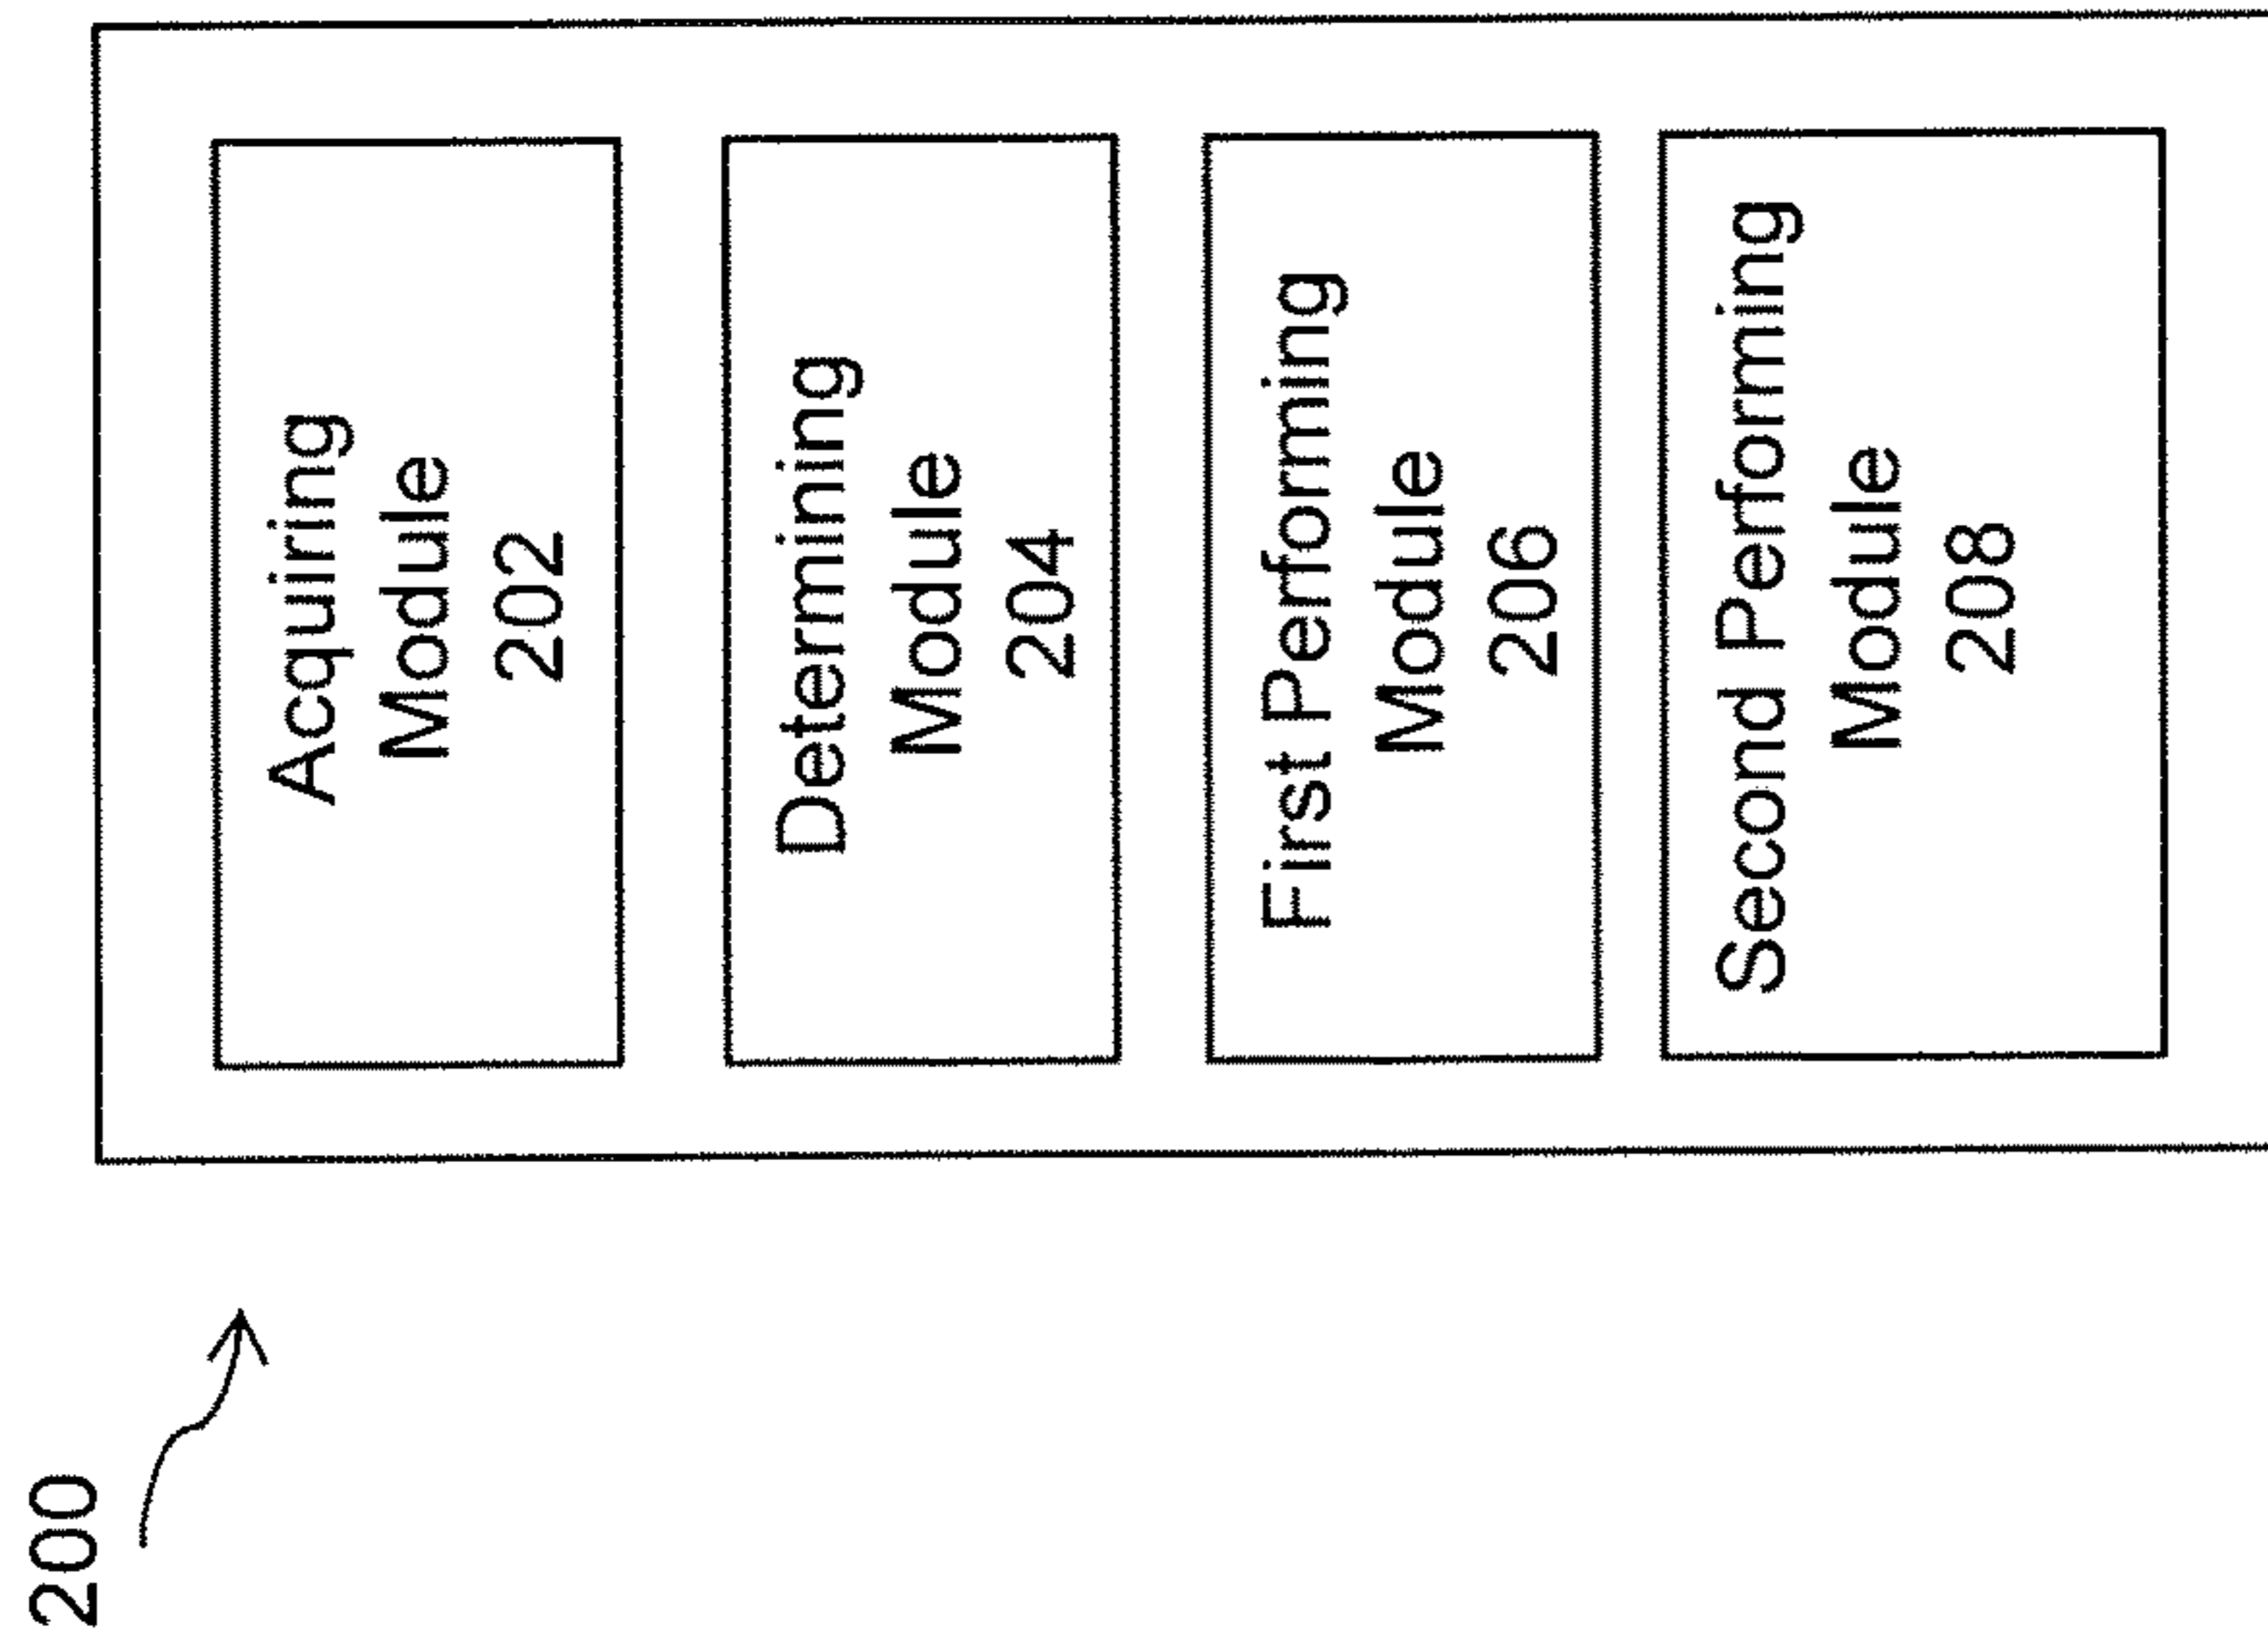 200
Acquiring
Module
202
Determining
Module
204
First Performing
Module
206
Second Performing
Module
208